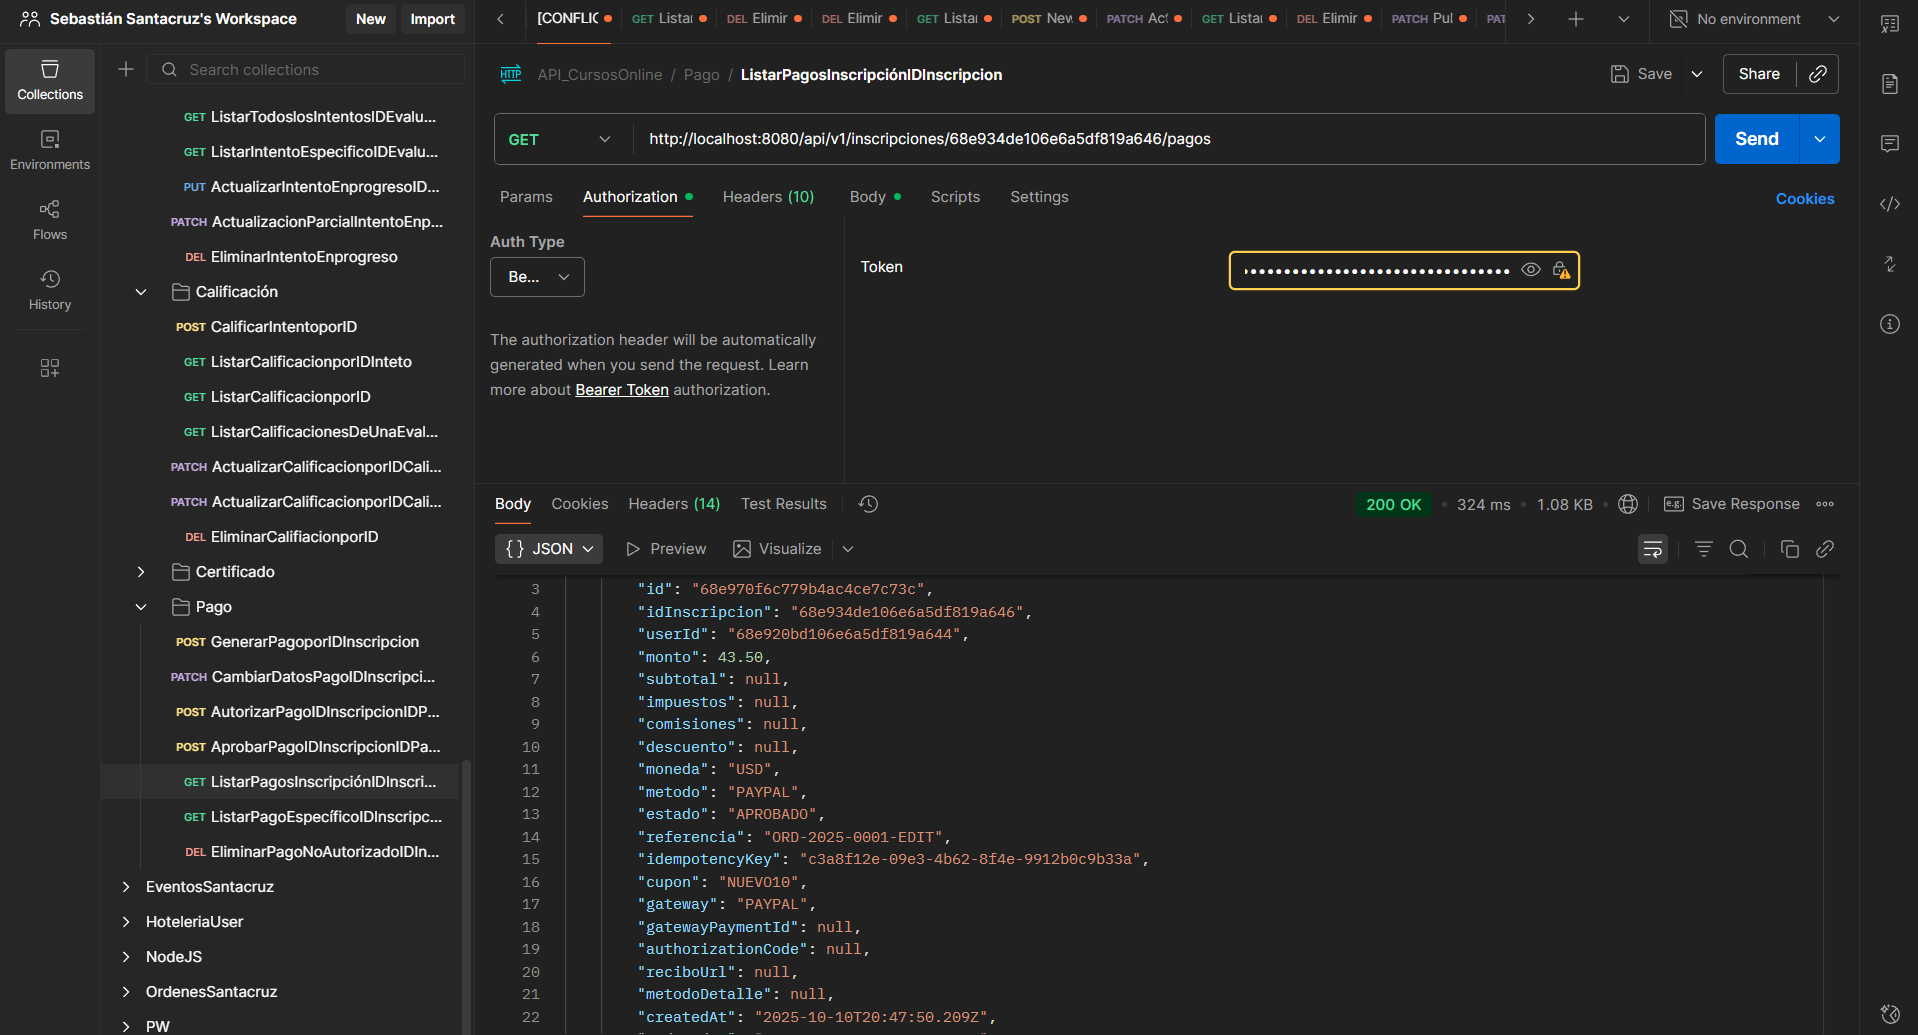 Sebastián Santacruz's Workspace
New
Import
[CONFLIC
GET Listar
DEL Elimir
DEL Elimir
GET Listar
POST Nev
PATCH Act
GET Listar
DEL Elimir
PATCH Pul
PAT
No environment
Collections
Environments
Flows
History
Search collections
GET ListarTodoslosIntentosIDEvalu...
GET ListarIntentoEspecificoIDEvalu...
PUT ActualizarIntentoEnprogresoID...
PATCH ActualizacionParcialIntentoEnp...
DEL EliminarIntentoEnprogreso
Calificación
POST CalificarIntentoporID
GET ListarCalificacionporIDInteto
GET ListarCalificacionporID
GET ListarCalificacionesDeUnaEval...
PATCH ActualizarCalificacionporIDCali...
PATCH ActualizarCalificacionporIDCali...
DEL EliminarCalifiacionporID
Certificado
Pago
POST GenerarPagoporIDInscripcion
PATCH CambiarDatosPagoIDInscripci...
POST AutorizarPagoIDInscripcionIDP...
POST AprobarPagoIDInscripcionIDPa...
GET ListarPagosInscripciónIDInscri...
GET ListarPagoEspecíficoIDInscripc...
DEL EliminarPagoNoAutorizadoIDIn...
EventosSantacruz
HoteleriaUser
NodeJS
OrdenesSantacruz
PW
HTTP API_CursosOnline / Pago / ListarPagosInscripciónIDInscripcion
Save
Share
GET
http://localhost:8080/api/v1/inscripciones/68e934de106e6a5df819a646/pagos
Send
Params
Authorization
Headers (10)
Body
Scripts
Settings
Cookies
Auth Type
Be...
The authorization header will be automatically
generated when you send the request. Learn
more about Bearer Token authorization.
Token
Body
Cookies
Headers (14)
Test Results
200 OK
324 ms
1.08 KB
e.g. Save Response
{} JSON
Preview
Visualize
3 "id": "68e970f6c779b4ac4ce7c73c",
4 "idInscripcion": "68e934de106e6a5df819a646",
5 "userId": "68e920bd106e6a5df819a644",
6 "monto": 43.50,
7 "subtotal": null,
8 "impuestos": null,
9 "comisiones": null,
10 "descuento": null,
11 "moneda": "USD",
12 "metodo": "PAYPAL",
13 "estado": "APROBADO",
14 "referencia": "ORD-2025-0001-EDIT",
15 "idempotencyKey": "c3a8f12e-09e3-4b62-8f4e-9912b0c9b33a",
16 "cupon": "NUEVO10",
17 "gateway": "PAYPAL",
18 "gatewayPaymentId": null,
19 "authorizationCode": null,
20 "reciboUrl": null,
21 "metodoDetalle": null,
22 "createdAt": "2025-10-10T20:47:50.209Z",